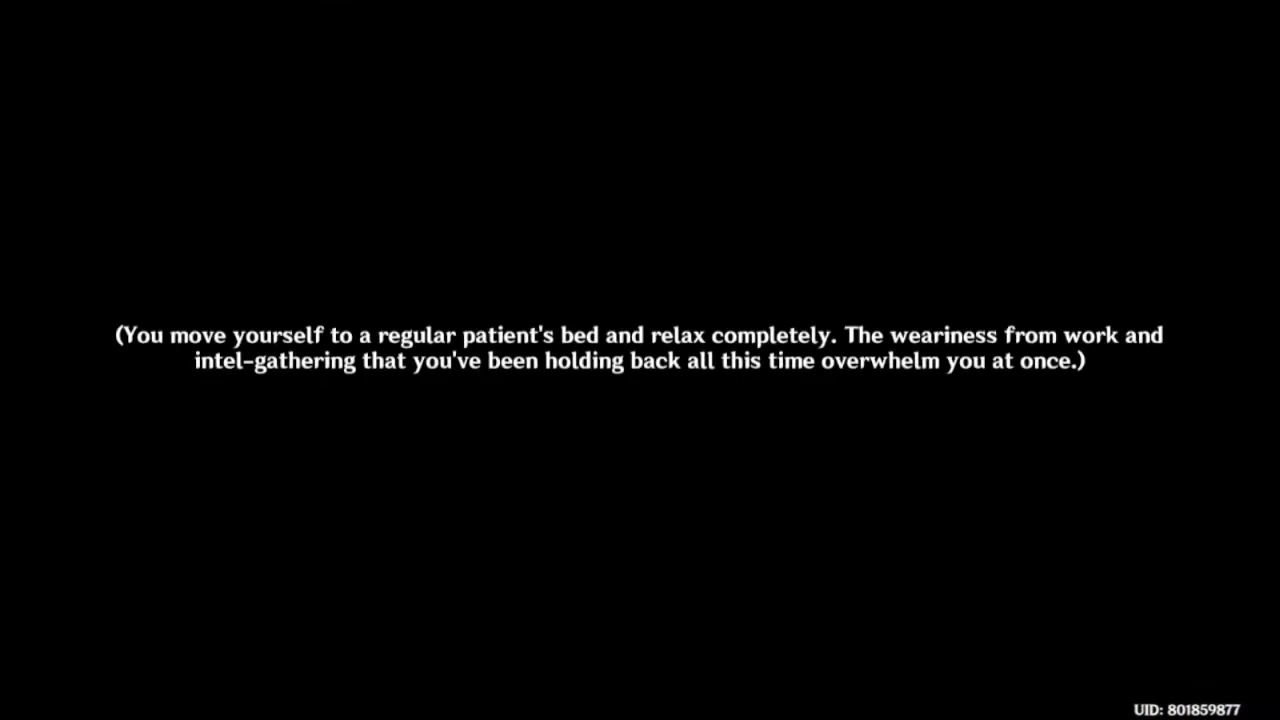 (You move yourself to a regular patient's bed and relax completely. The weariness from work and
intel-gathering that you've been holding back all this time overwhelm you at once.)
UID: 801859877